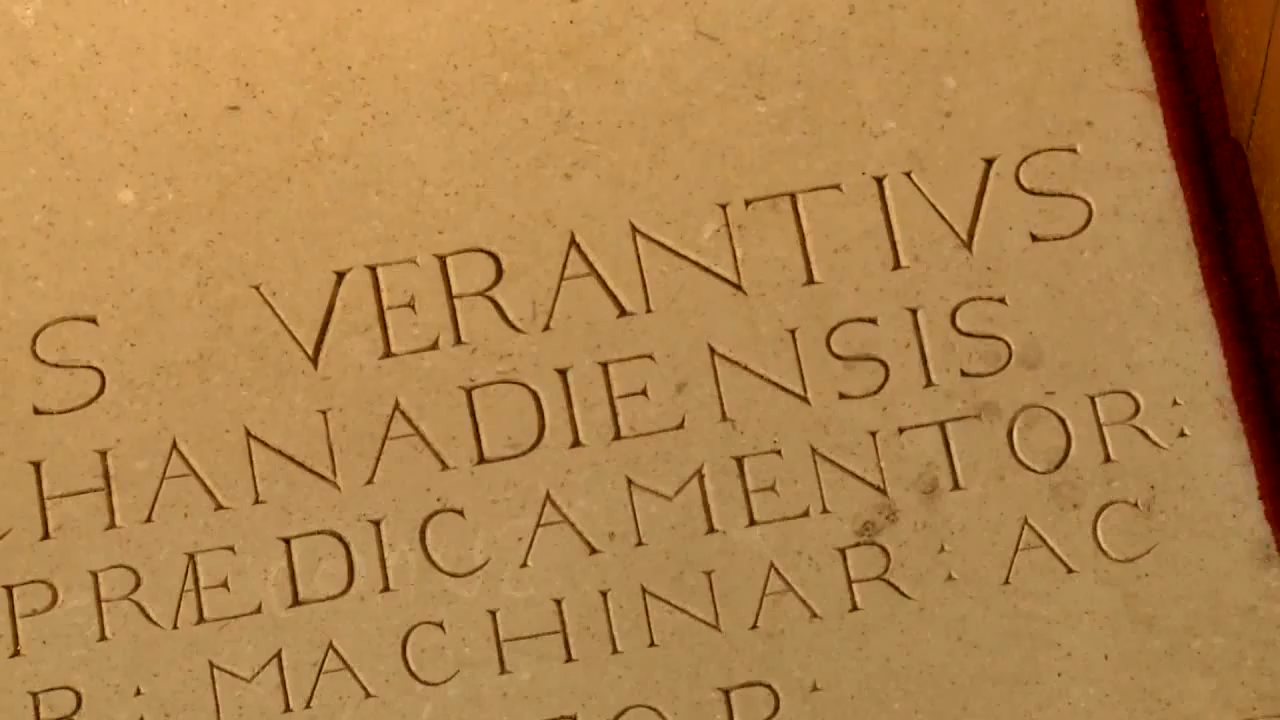 S VERANTIVS
HANADIENSIS
PRÆDICAMENTOR:
R: MACHINAR: AC